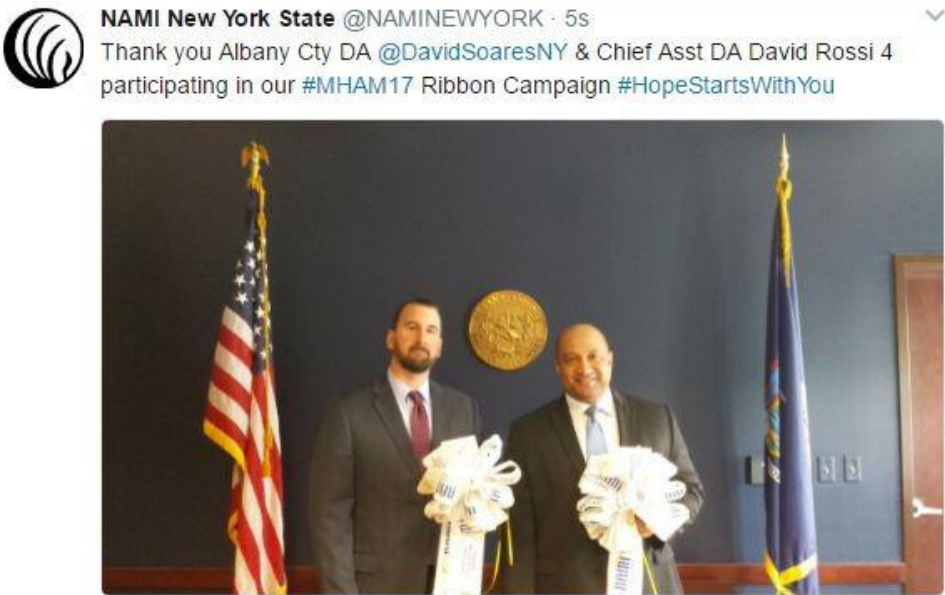 NAMI New York State @NAMINEWYORK · 5s
Thank you Albany Cty DA @DavidSoaresNY & Chief Asst DA David Rossi 4
participating in our #MHAM17 Ribbon Campaign #HopeStartsWithYou